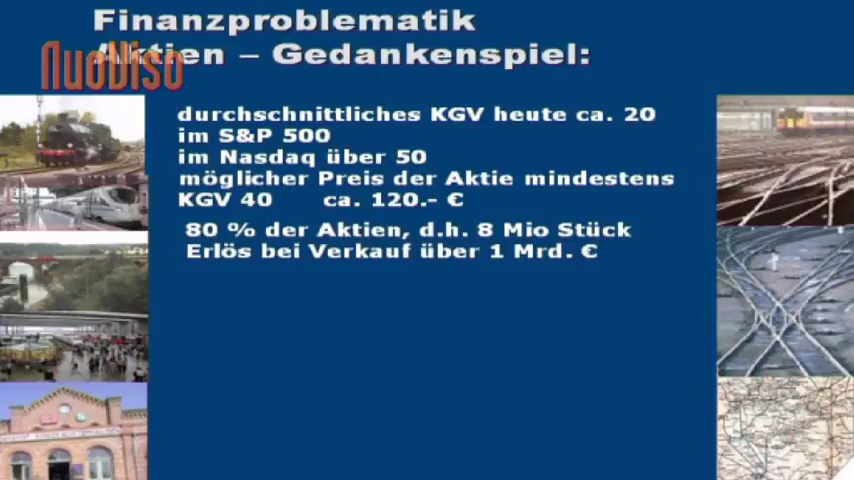 Finanzproblematik
Aktien – Gedankenspiel:
NuoViso
durchschnittliches KGV heute ca. 20
im S&P 500
im Nasdaq über 50
möglicher Preis der Aktie mindestens
KGV 40 ca. 120.- €
80 % der Aktien, d.h. 8 Mio Stück
Erlös bei Verkauf über 1 Mrd. €